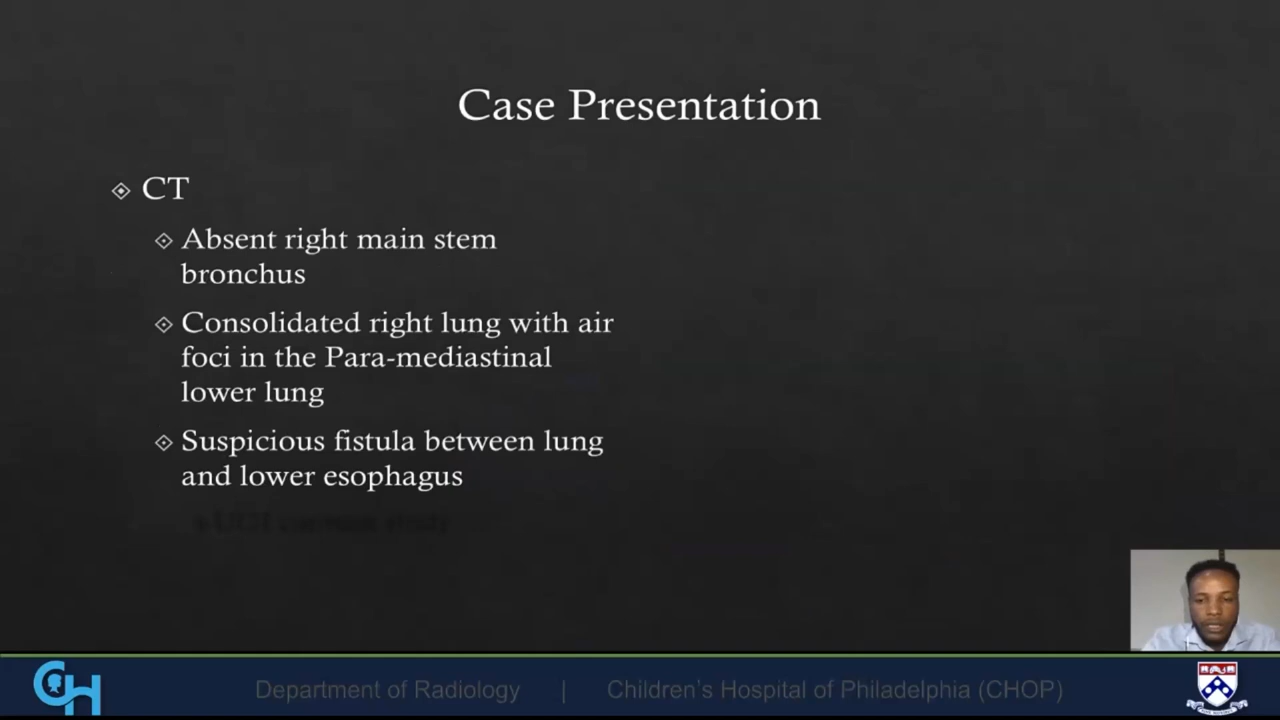 Case Presentation
CT
Absent right main stem
bronchus
Consolidated right lung with air
foci in the Para-mediastinal
lower lung
Suspicious fistula between lung
and lower esophagus
Department of Radiology | Children's Hospital of Philadelphia (CHOP)